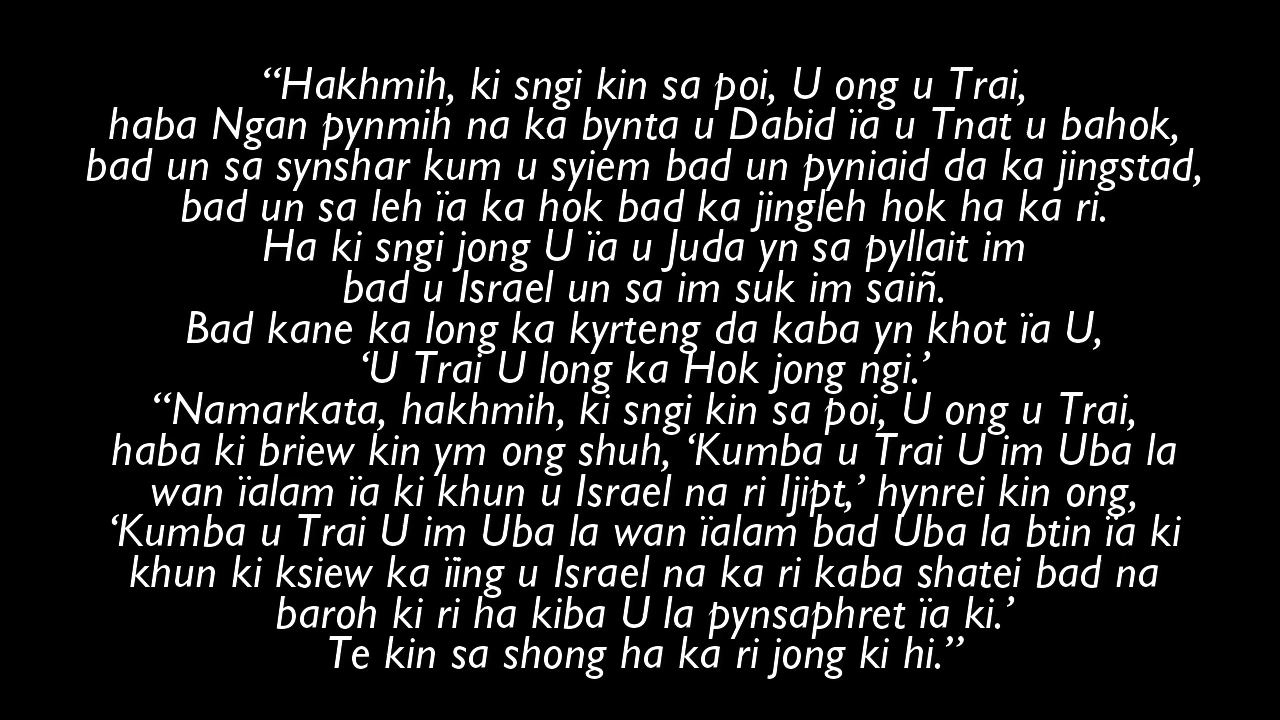 “Hakhmih, ki sngi kin sa poi, U ong u Trai,
haba Ngan pynmih na ka bynta u Dabid ïa u Tnat u bahok,
bad un sa synshar kum u syiem bad un pyniaid da ka jingstad,
bad un sa leh ïa ka hok bad ka jingleh hok ha ka ri.
Ha ki sngi jong U ïa u Juda yn sa pyllait im
bad u Israel un sa im suk im saiñ.
Bad kane ka long ka kyrteng da kaba yn khot ïa U,
‘U Trai U long ka Hok jong ngi.’
“Namarkata, hakhmih, ki sngi kin sa poi, U ong u Trai,
haba ki briew kin ym ong shuh, ‘Kumba u Trai U im Uba la
wan ïalam ïa ki khun u Israel na ri Ijipt,’ hynrei kin ong,
‘Kumba u Trai U im Uba la wan ïalam bad Uba la btin ïa ki
khun ki ksiew ka ïing u Israel na ka ri kaba shatei bad na
baroh ki ri ha kiba U la pynsaphret ïa ki.’
Te kin sa shong ha ka ri jong ki hi.”